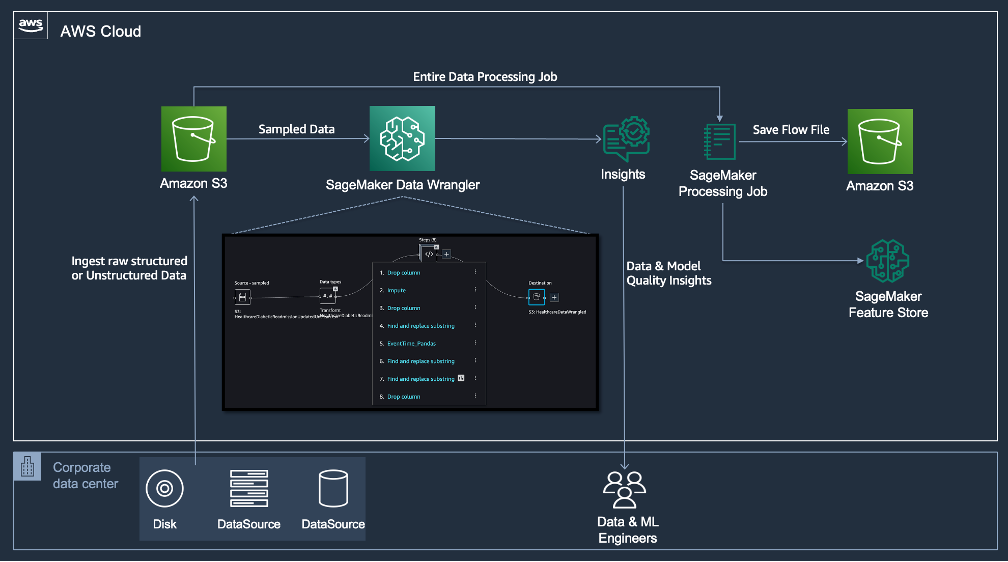 aws
AWS Cloud
Entire Data Processing Job
Sampled Data
Save Flow File
Amazon S3
SageMaker Data Wrangler
Insights
SageMaker
Processing Job
Amazon S3
Ingest raw structured
or Unstructured Data
Data & Model
Quality Insights
SageMaker
Feature Store
Source - sampled
S3:
Data types
Transform
1. Drop column
2. Impute
3. Drop column
4. Find and replace substring
5. EventTime_Pandas
6. Find and replace substring
7. Find and replace substring
8. Drop column
Destination
S3: HealthcareDataWrangled
Corporate
data center
Disk
DataSource
DataSource
Data & ML
Engineers